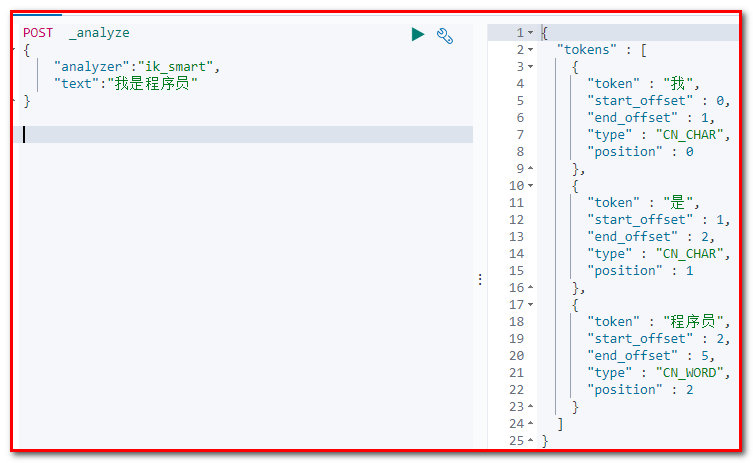 POST _analyze
{
"analyzer":"ik_smart",
"text":"我是程序员"
}
1 {
2 "tokens" : [
3 {
4 "token" : "我",
5 "start_offset" : 0,
6 "end_offset" : 1,
7 "type" : "CN_CHAR",
8 "position" : 0
9 },
10 {
11 "token" : "是",
12 "start_offset" : 1,
13 "end_offset" : 2,
14 "type" : "CN_CHAR",
15 "position" : 1
16 },
17 {
18 "token" : "程序员",
19 "start_offset" : 2,
20 "end_offset" : 5,
21 "type" : "CN_WORD",
22 "position" : 2
23 }
24 ]
25 }